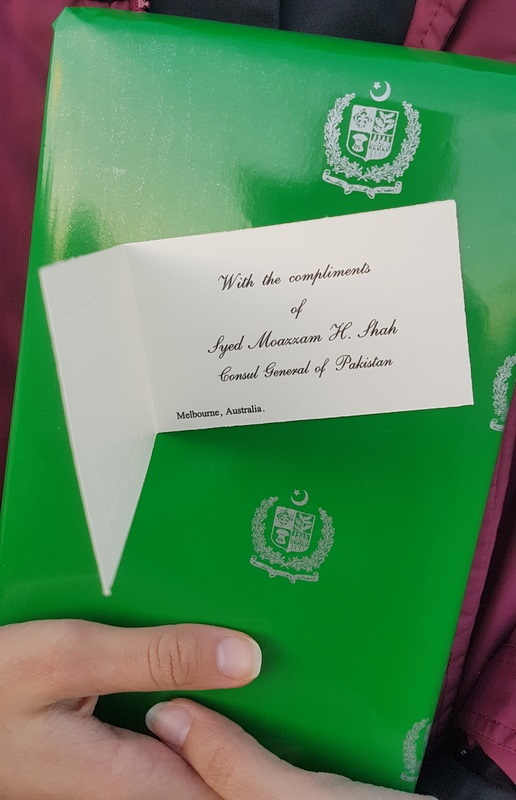 With the compliments
of
Syed Moazzam H. Shah
Consul General of Pakistan
Melbourne, Australia.